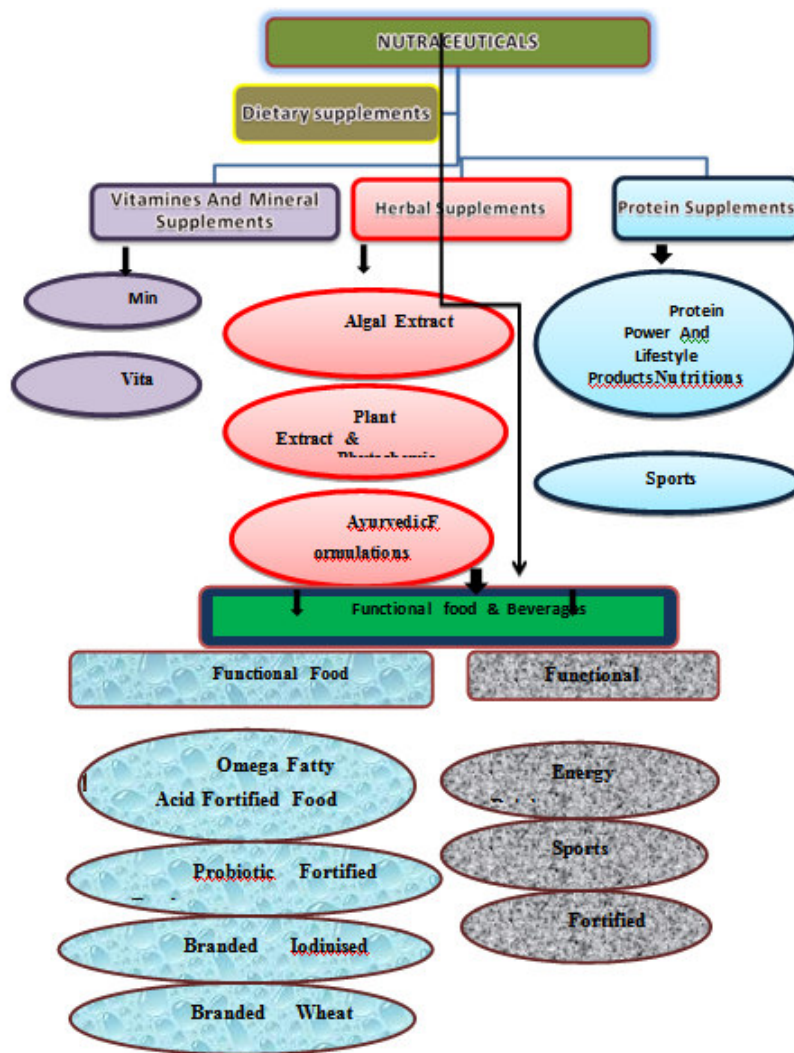 NUTRACEUTICALS
Dietary supplements
Vitamines And Mineral
Supplements
Herbal Supplements
Protein Supplements
Min
Vita
Algal Extract
Plant
Extract &
AyurvedicF
ormulations
Protein
Power And
Lifestyle
ProductsNutritions
Sports
Functional food & Beverages
Functional Food
Functional
Omega Fatty
Acid Fortified Food
Probiotic Fortified
Branded Iodinised
Branded Wheat
Energy
Sports
Fortified